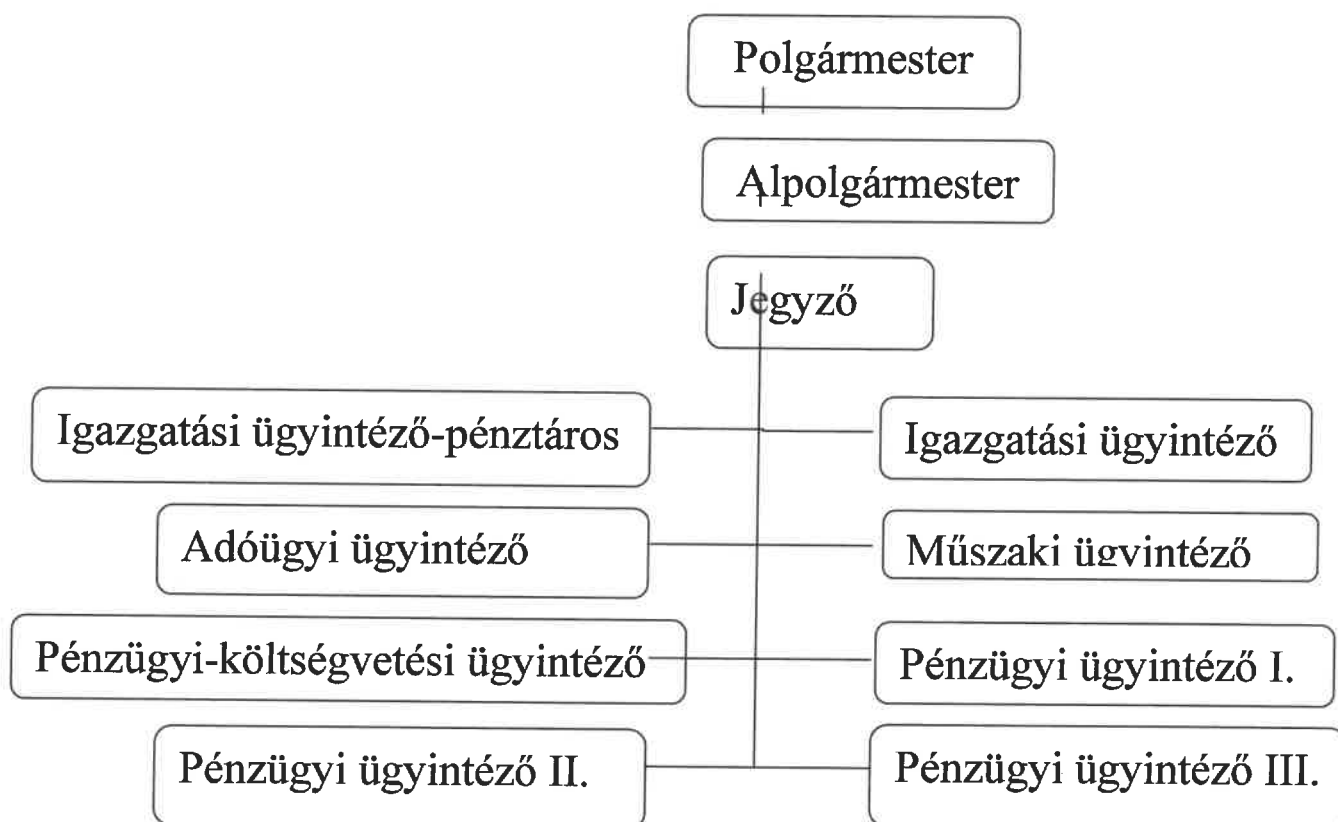 Polgármester
Alpolgármester
Jegyző
Igazgatási ügyintéző-pénztáros
Igazgatási ügyintéző
Adóügyi ügyintéző
Műszaki ügyintéző
Pénzügyi-költségvetési ügyintéző
Pénzügyi ügyintéző I.
Pénzügyi ügyintéző II.
Pénzügyi ügyintéző III.